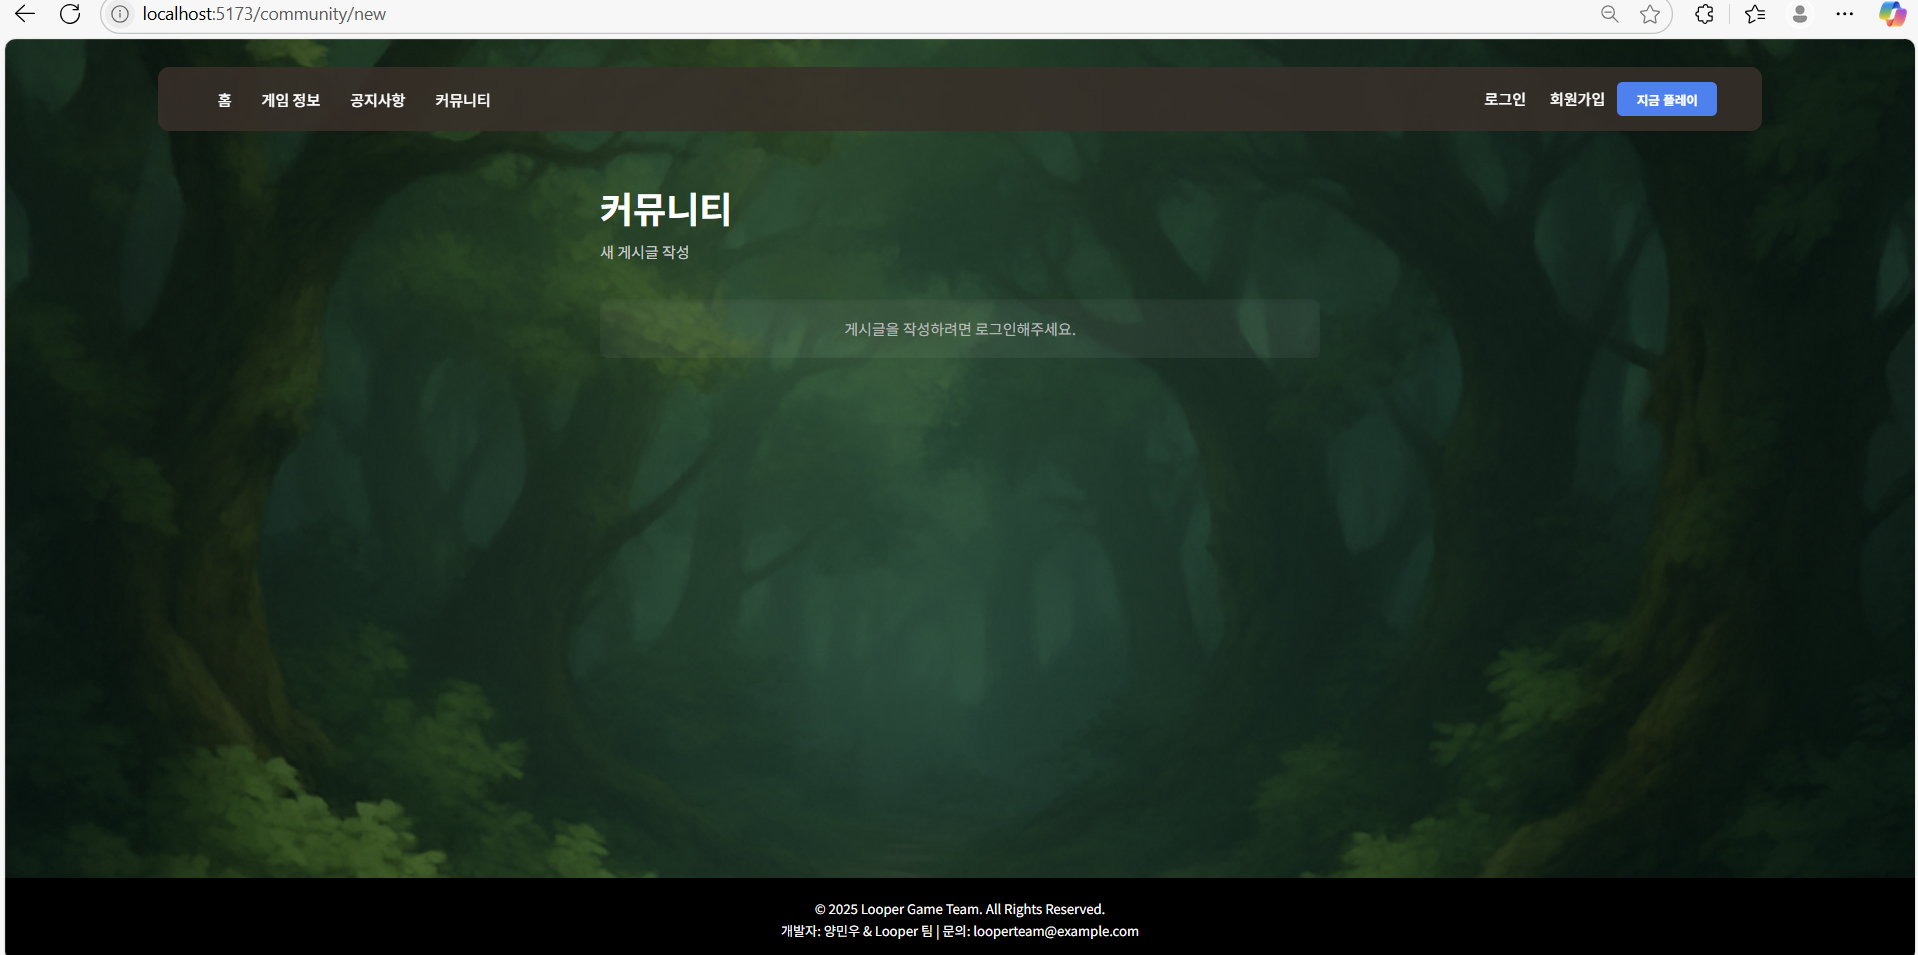 localhost:5173/community/new
홈 게임 정보 공지사항 커뮤니티 로그인 회원가입 지금 플레이
커뮤니티
새 게시글 작성
게시글을 작성하려면 로그인해주세요.
© 2025 Looper Game Team. All Rights Reserved.
개발자: 양민우 & Looper 팀 | 문의: looperteam@example.com